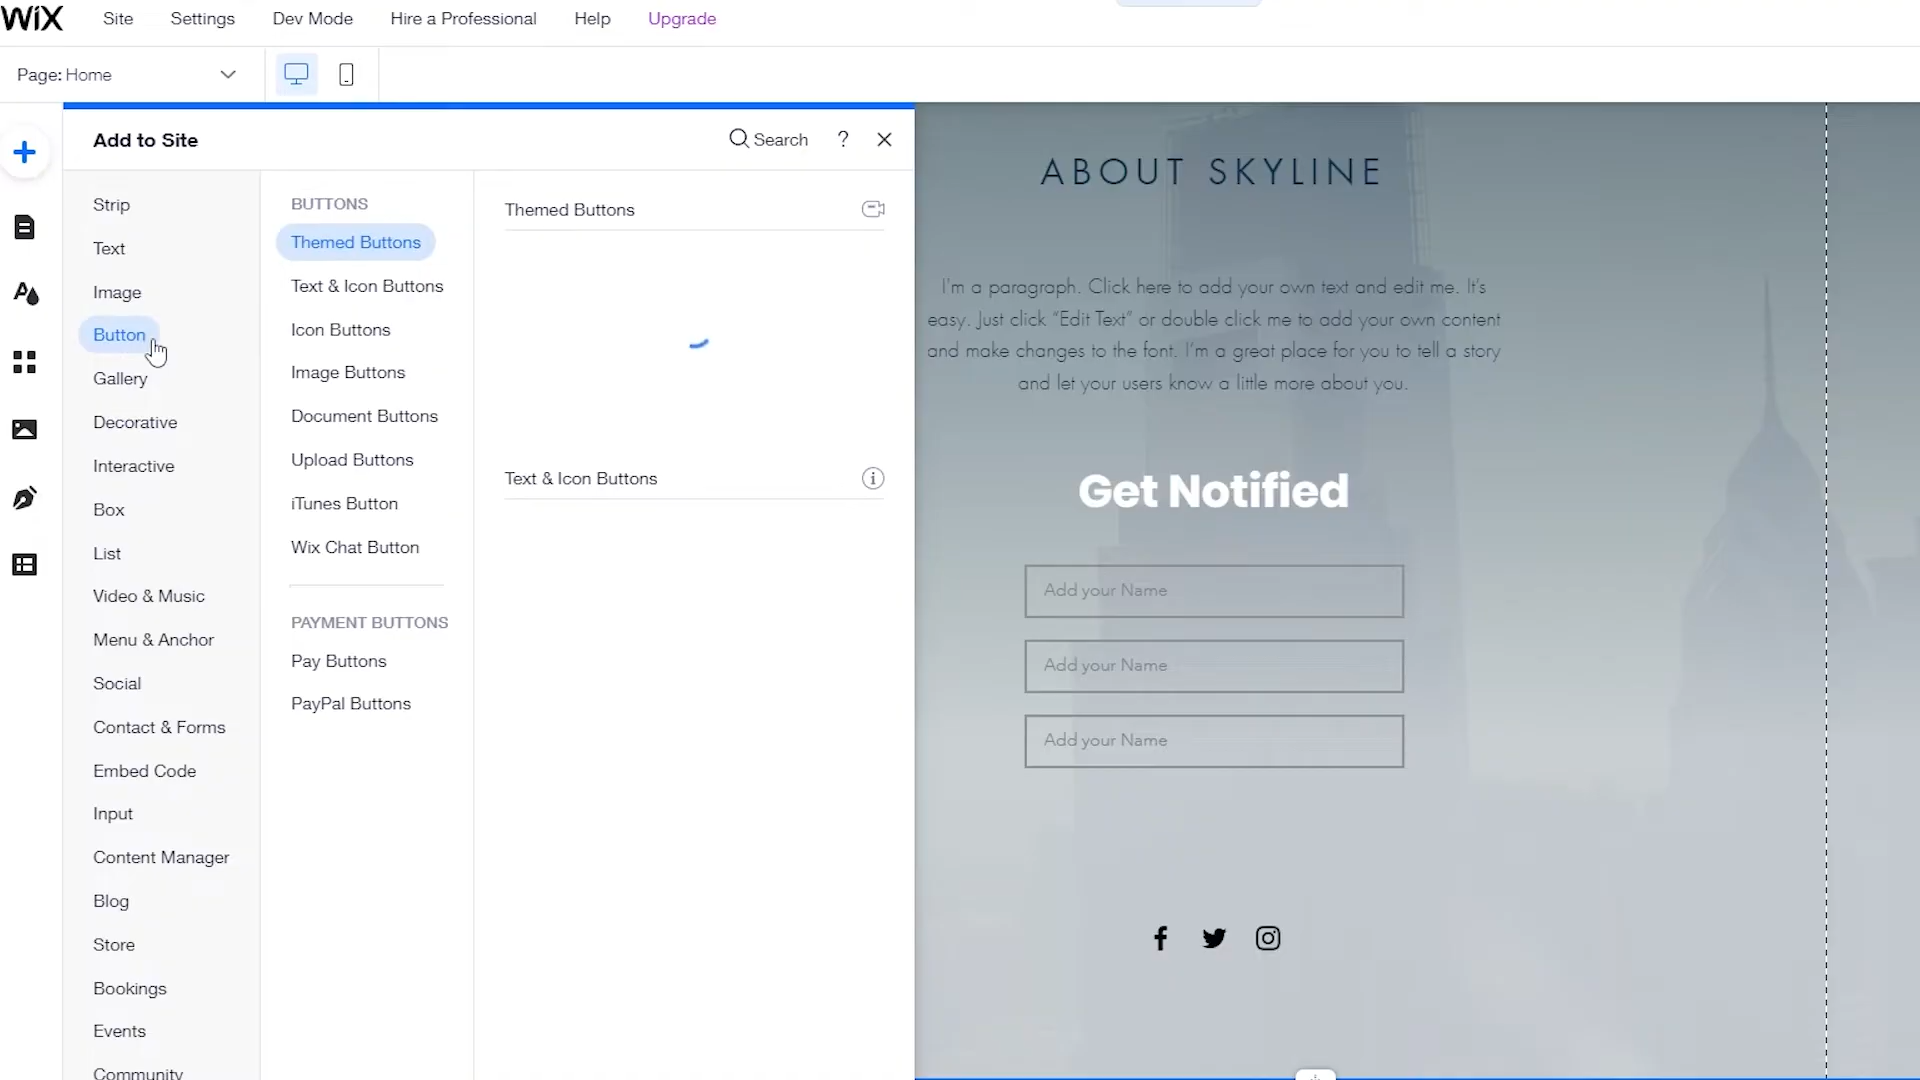 WiX
Site
Settings
Dev Mode
Hire a Professional
Help
Upgrade
Page: Home
Add to Site
Search
?
Strip
Text
Image
Button
Gallery
Decorative
Interactive
Box
List
Video & Music
Menu & Anchor
Social
Contact & Forms
Embed Code
Input
Content Manager
Blog
Store
Bookings
Events
Community
BUTTONS
Themed Buttons
Text & Icon Buttons
Icon Buttons
Image Buttons
Document Buttons
Upload Buttons
iTunes Button
Wix Chat Button
PAYMENT BUTTONS
Pay Buttons
PayPal Buttons
Themed Buttons
Text & Icon Buttons
ABOUT SKYLINE
I'm a paragraph. Click here to add your own text and edit me. It's
easy. Just click “Edit Text” or double click me to add your own content
and make changes to the font. I'm a great place for you to tell a story
and let your users know a little more about you.
Get Notified
Add your Name
Add your Name
Add your Name